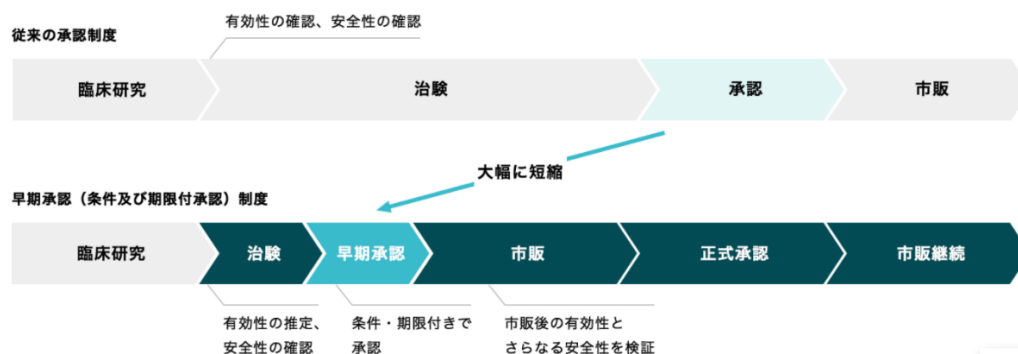 有効性の確認、安全性の確認
従来の承認制度
臨床研究
治験
承認
市販
大幅に短縮
早期承認（条件及び期限付承認）制度
臨床研究
治験
早期承認
市販
正式承認
市販継続
有効性の推定、
安全性の確認
条件・期限付きで
承認
市販後の有効性と
さらなる安全性を検証